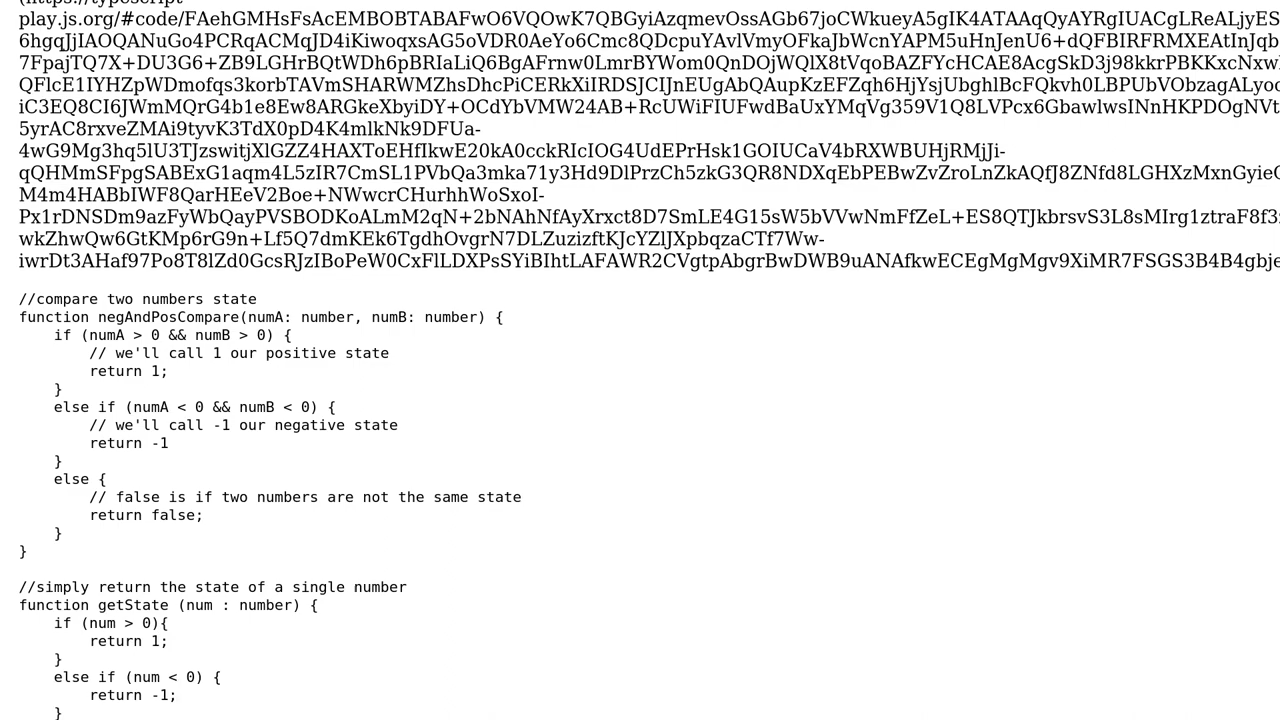 (https://typescript-
play.js.org/#code/FAehGMHsFsAcEMBOBTABAFwO6VQOwK7QBGyiAzqmevOssAGb67joCWkueyA5gIK4ATAAqQyAYRgIUACgLReALjyES
6hgqJjIAOQANuGo4PCRqACMqJD4iKiwoqxsAG5oVDR0AeYo6Cmc8QDcpuYAvlVmyOFkaJbWcnYAPM5uHnJenU6+dQFBIRFRMXEAtInJqb
7FpajTQ7X+DU3G6+ZB9LGHrBQtWDh6pBRIaLiQ6BgAFrnw0LmrBYWom0QnDOjWQlX8tVqoBAZFYcHCAE8AcgSkD3j98kkrPBKKxcNxw
QFlcE1IYHZpWDmofqs3korbTAVmSHARWMZhsDhcPiCERkXiIRDSJCIJnEUgAbQAupKzEFZqh6HjYsjUbghlBcFQkvh0LBPUbVObzagALyoc
iC3EQ8CI6JWmMQrG4b1e8Ew8ARGkeXbyiDY+OCdYbVMW24AB+RcUWiFIUFwdBaUxYMqVg359V1Q8LVPcx6GbawlwsINnHKPDOgNVt
5yrAC8rxveZMAi9tyvK3TdX0pD4K4mlkNk9DFUa-
4wG9Mg3hq5lU3TJzswitjXlGZZ4HAXToEHfIkwE20kA0cckRIcIOG4UdEPrHsk1GOIUCaV4bRXWBUHjRMjJi-
qQHMmSFpgSABExG1aqm4L5zIR7CmSL1PVbQa3mka71y3Hd9DlPrzCh5zkG3QR8NDXqEbPEBwZvZroLnZkAQfJ8ZNfd8LGHXzMxnGyie
M4m4HABbIWF8QarHEeV2Boe+NWwcrCHurhhWoSxoI-
Px1rDNSDm9azFyWbQayPVSBODKoALmM2qN+2bNAhNfAyXrxct8D7SmLE4G15sW5bVVwNmFfZeL+ES8QTJkbrsvS3L8sMIrg1ztraF8f3
wkZhwQw6GtKMp6rG9n+Lf5Q7dmKEk6TgdhOvgrN7DLZuzizftKJcYZlJXpbqzaCTf7Ww-
iwrDt3AHaf97Po8T8lZd0GcsRJzIBoPeW0CxFlLDXPsSYiBIhtLAFAWR2CVgtpAbgrBwDWB9uANAfkwECEgMgMgv9XiMR7FSGS3B4B4gbje
//compare two numbers state
function negAndPosCompare(numA: number, numB: number) {
    if (numA > 0 && numB > 0) {
        // we'll call 1 our positive state
        return 1;
    }
    else if (numA < 0 && numB < 0) {
        // we'll call -1 our negative state
        return -1
    }
    else {
        // false is if two numbers are not the same state
        return false;
    }
}
//simply return the state of a single number
function getState (num : number) {
    if (num > 0){
        return 1;
    }
    else if (num < 0) {
        return -1;
    }